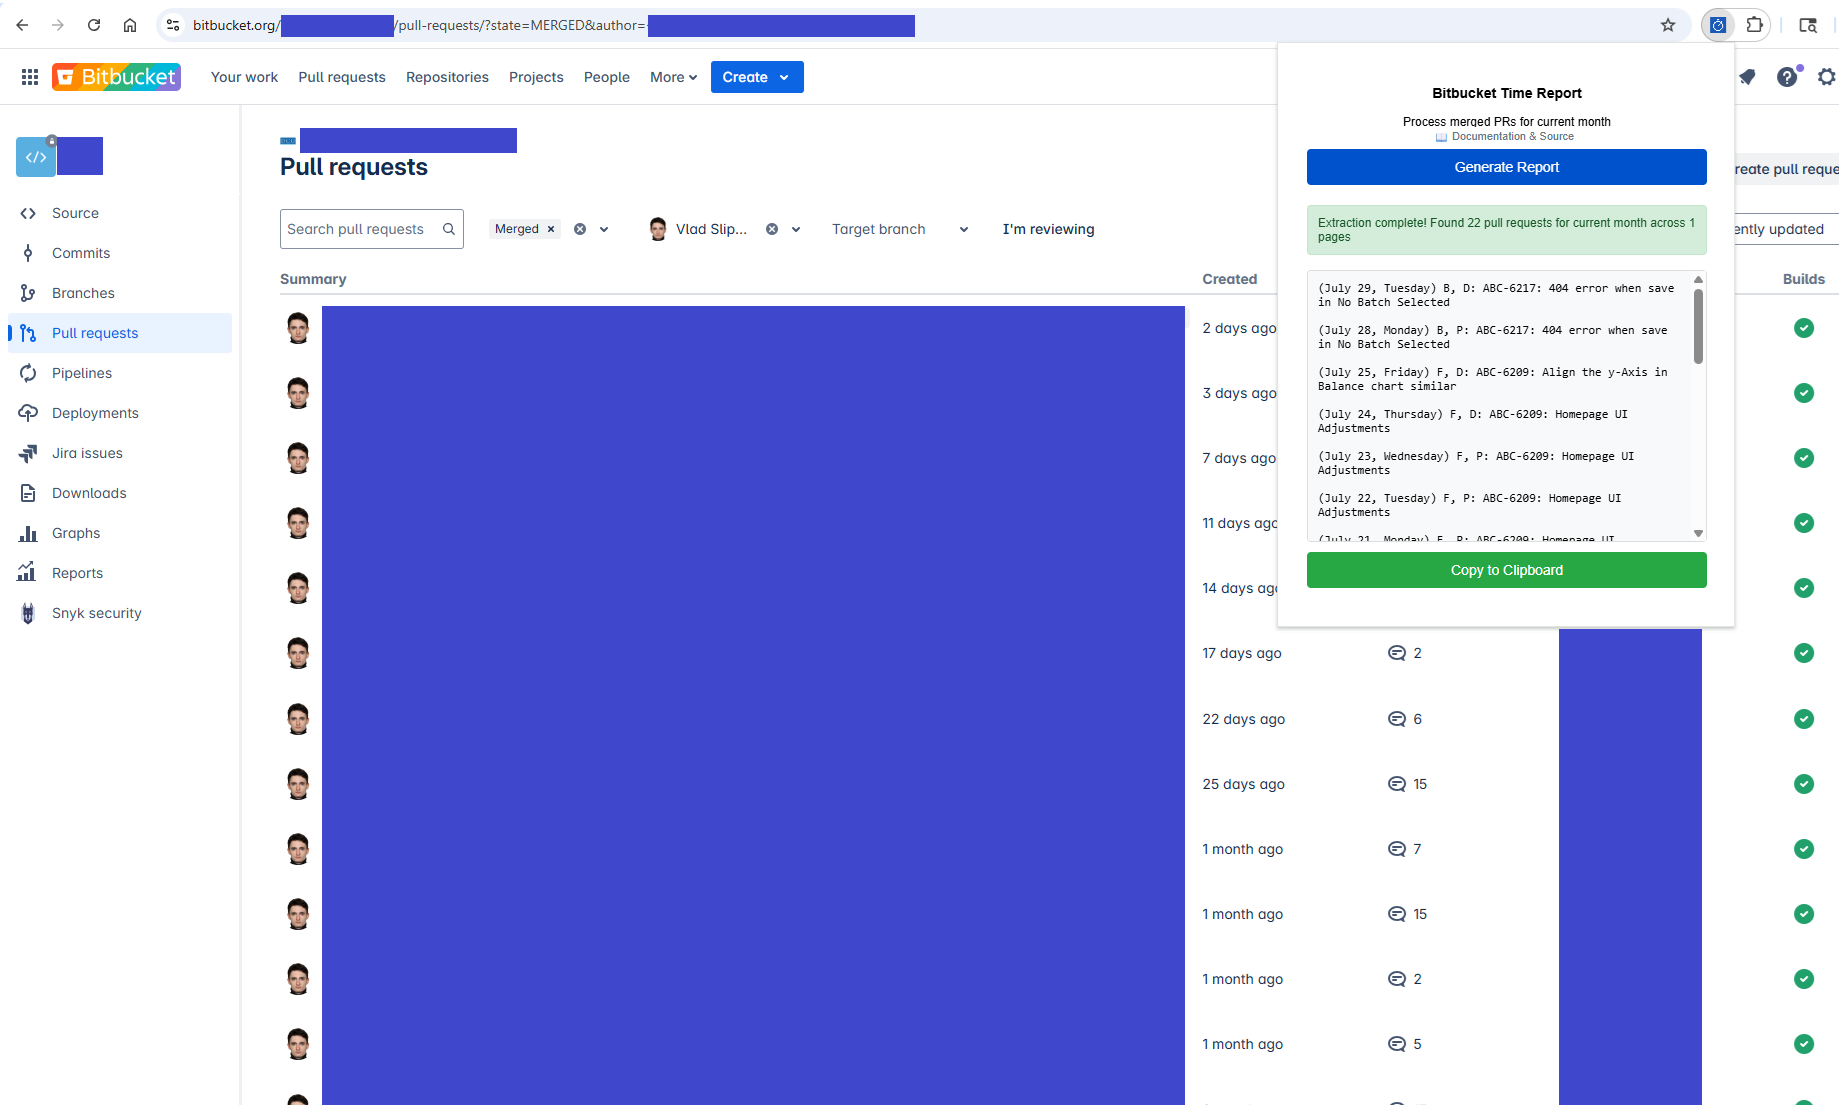 bitbucket.org/
/pull-requests/?state=MERGED&author=
Bitbucket
Your work
Pull requests
Repositories
Projects
People
More
Create
Source
Commits
Branches
Pull requests
Pipelines
Deployments
Jira issues
Downloads
Graphs
Reports
Snyk security
Pull requests
Search pull requests
Merged
Vlad Slip...
Target branch
I'm reviewing
ently updated
reate pull reque
Summary
Created
Builds
2 days ago
3 days ago
7 days ago
11 days ago
14 days ago
17 days ago
2
22 days ago
6
25 days ago
15
1 month ago
7
1 month ago
15
1 month ago
2
1 month ago
5
Bitbucket Time Report
Process merged PRs for current month
Documentation & Source
Generate Report
Extraction complete! Found 22 pull requests for current month across 1
pages
(July 29, Tuesday) B, D: ABC-6217: 404 error when save
in No Batch Selected
(July 28, Monday) B, P: ABC-6217: 404 error when save
in No Batch Selected
(July 25, Friday) F, D: ABC-6209: Align the y-Axis in
Balance chart similar
(July 24, Thursday) F, D: ABC-6209: Homepage UI
Adjustments
(July 23, Wednesday) F, P: ABC-6209: Homepage UI
Adjustments
(July 22, Tuesday) F, P: ABC-6209: Homepage UI
Adjustments
(July 21, Monday) F, P: ABC-6209: Homepage UI
Copy to Clipboard